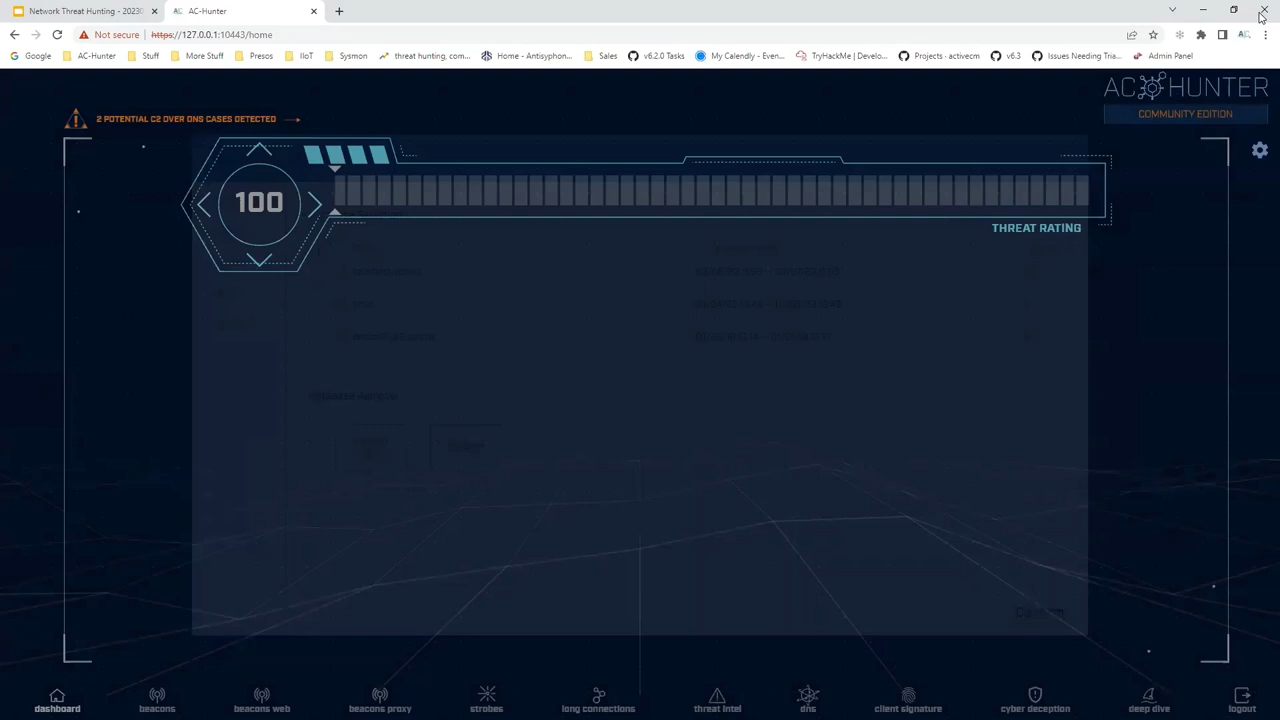 Network Threat Hunting - 20230
AC-Hunter
Not secure
https://127.0.0.1:10443/home
Google
AC-Hunter
Stuff
More Stuff
Presos
IIoT
Sysmon
threat hunting, com...
Home - Antisyphon...
Sales
v6.2.0 Tasks
My Calendly - Even...
TryHackMe | Develo...
Projects · activecm
v6.3
Issues Needing Tria...
Admin Panel
AC HUNTER
COMMUNITY EDITION
2 POTENTIAL C2 OVER DNS CASES DETECTED
100
THREAT RATING
dashboard
beacons
beacons web
beacons proxy
strobes
long connections
threat intel
dns
client signature
cyber deception
deep dive
logout